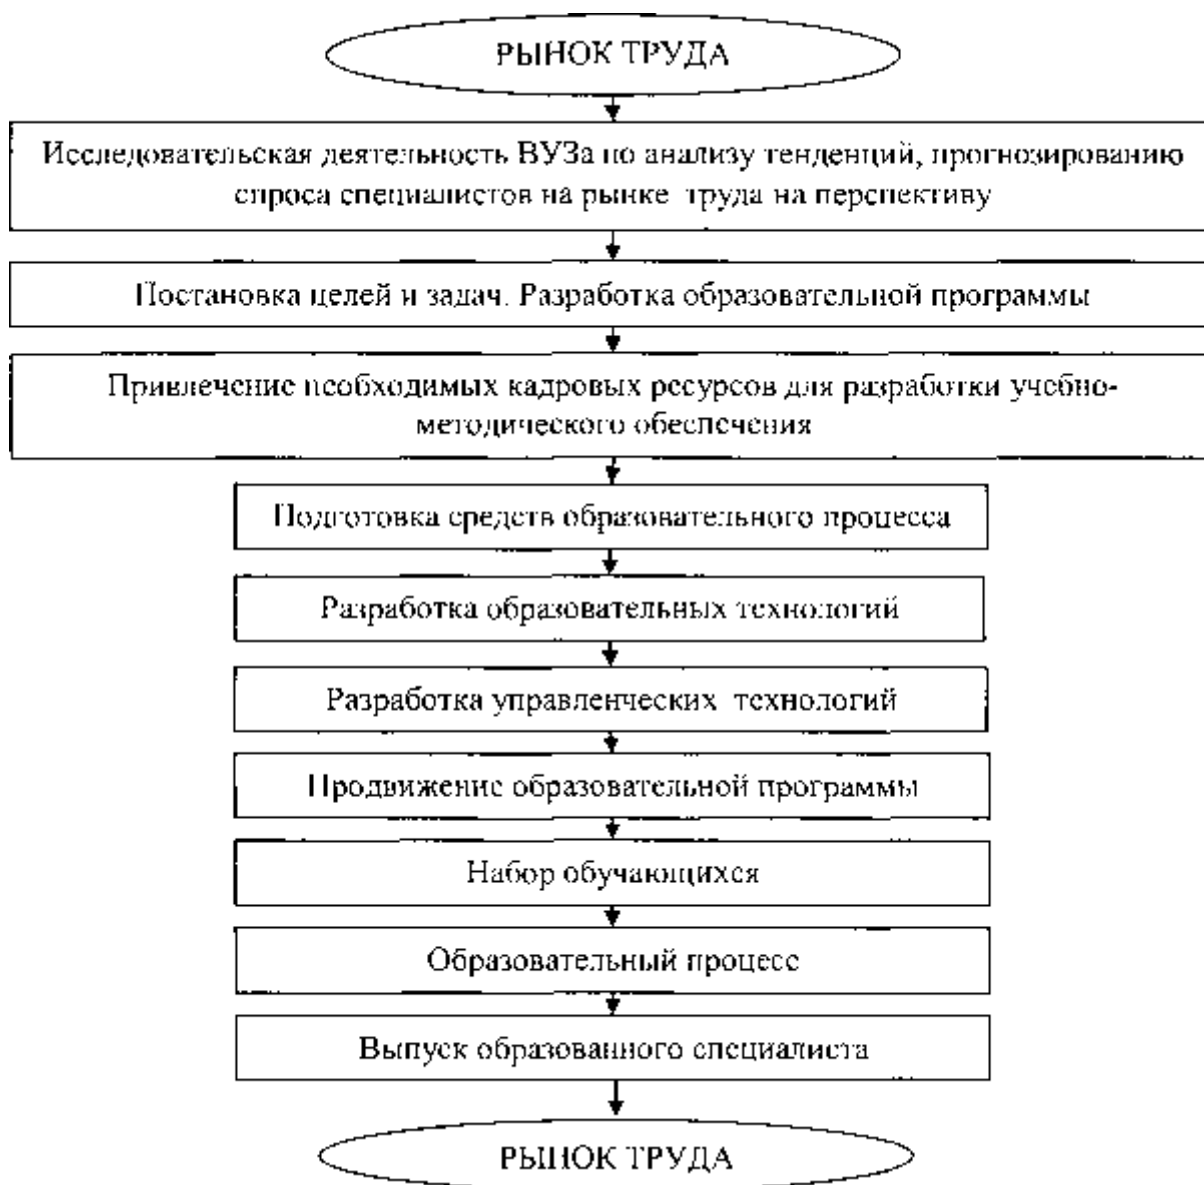 РЫНОК ТРУДА
Исследовательская деятельность ВУЗа по анализу тенденций, прогнозированию
спроса специалистов на рынке труда на перспективу
Постановка целей и задач. Разработка образовательной программы
Привлечение необходимых кадровых ресурсов для разработки учебно-
методического обеспечения
Подготовка средств образовательного процесса
Разработка образовательных технологий
Разработка управленческих технологий
Продвижение образовательной программы
Набор обучающихся
Образовательный процесс
Выпуск образованного специалиста
РЫНОК ТРУДА